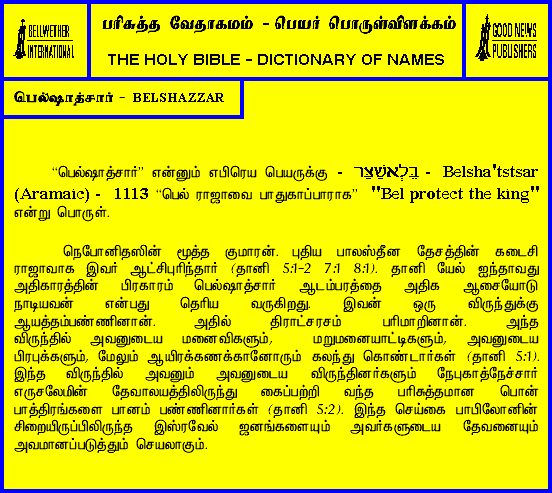 BELLWETHER
INTERNATIONAL
பரிசுத்த வேதாகமம் - பெயர் பொருள்விளக்கம்
THE HOLY BIBLE - DICTIONARY OF NAMES
GOOD NEWS
PUBLISHERS
பெல்ஷாத்சார் - BELSHAZZAR
“பெல்ஷாத்சார்” என்னும் எபிரெய பெயருக்கு - בֵּלְאשַׁצַּר - Belsha'tstsar
(Aramaic) - 1113 “பெல் ராஜாவை பாதுகாப்பாராக” "Bel protect the king"
என்று பொருள்.
நெபோனிதஸின் மூத்த குமாரன். புதிய பாலஸ்தீன தேசத்தின் கடைசி
ராஜாவாக இவர் ஆட்சிபுரிந்தார் (தானி 5:1-2 7:1 8:1). தானி யேல் ஐந்தாவது
அதிகாரத்தின் பிரகாரம் பெல்ஷாத்சார் ஆடம்பரத்தை அதிக ஆசையோடு
நாடியவன் என்பது தெரிய வருகிறது. இவன் ஒரு விருந்துக்கு
ஆயத்தம்பண்ணினான். அதில் திராட்சரசம் பரிமாறினான். அந்த
விருந்தில் அவனுடைய மனைவிகளும், மறுமனையாட்டிகளும், அவனுடைய
பிரபுக்களும், மேலும் ஆயிரக்கணக்கானோரும் கலந்து கொண்டார்கள் (தானி 5:1).
இந்த விருந்தில் அவனும் அவனுடைய விருந்தினர்களும் நேபுகாத்நேச்சார்
எருசலேமின் தேவாலயத்திலிருந்து கைப்பற்றி வந்த பரிசுத்தமான பொன்
பாத்திரங்களை பானம் பண்ணினார்கள் (தானி 5:2). இந்த செய்கை பாபிலோனின்
சிறையிருப்பிலிருந்த இஸ்ரவேல் ஜனங்களையும் அவர்களுடைய தேவனையும்
அவமானப்படுத்தும் செயலாகும்.